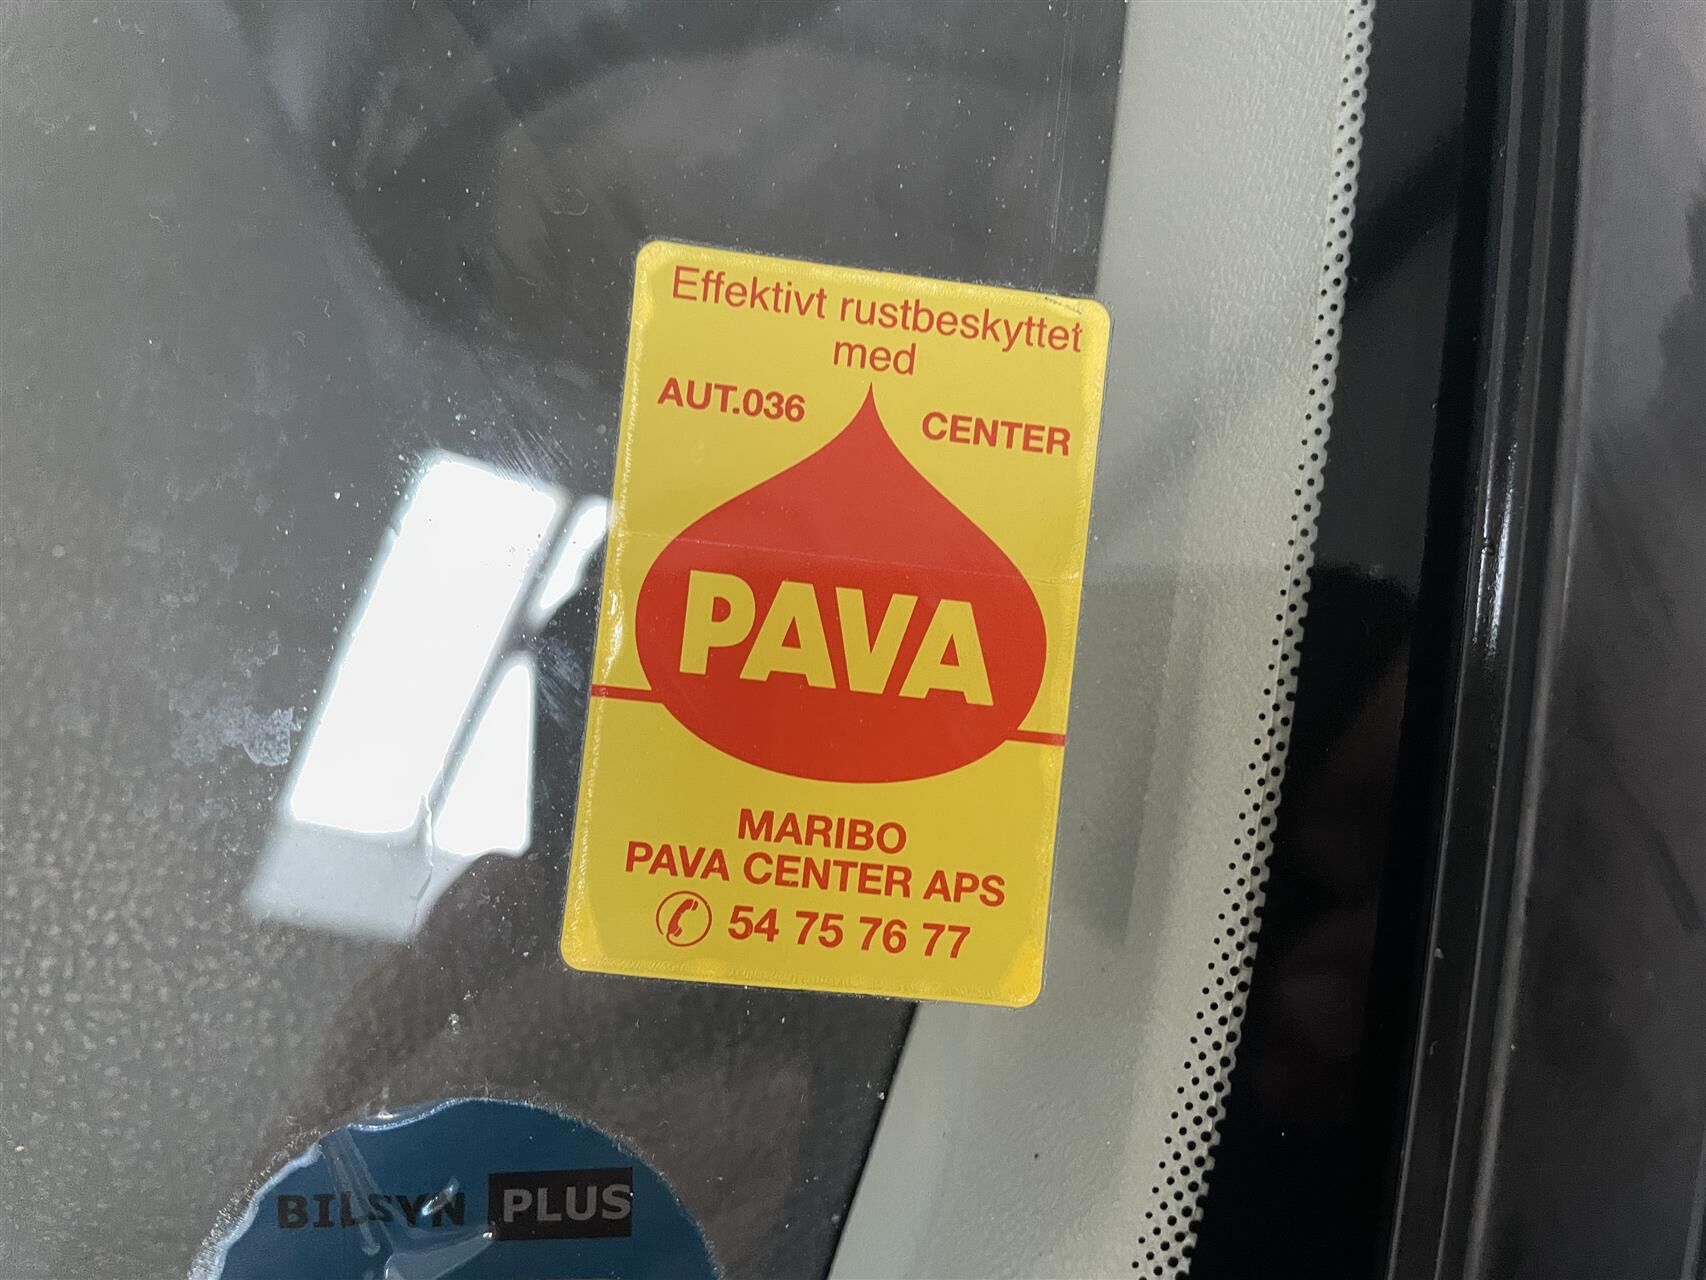 Effektivt rustbeskyttet
med
AUT.036 CENTER
PAVA
MARIBO
PAVA CENTER APS
54 75 76 77
BILSYN PLUS